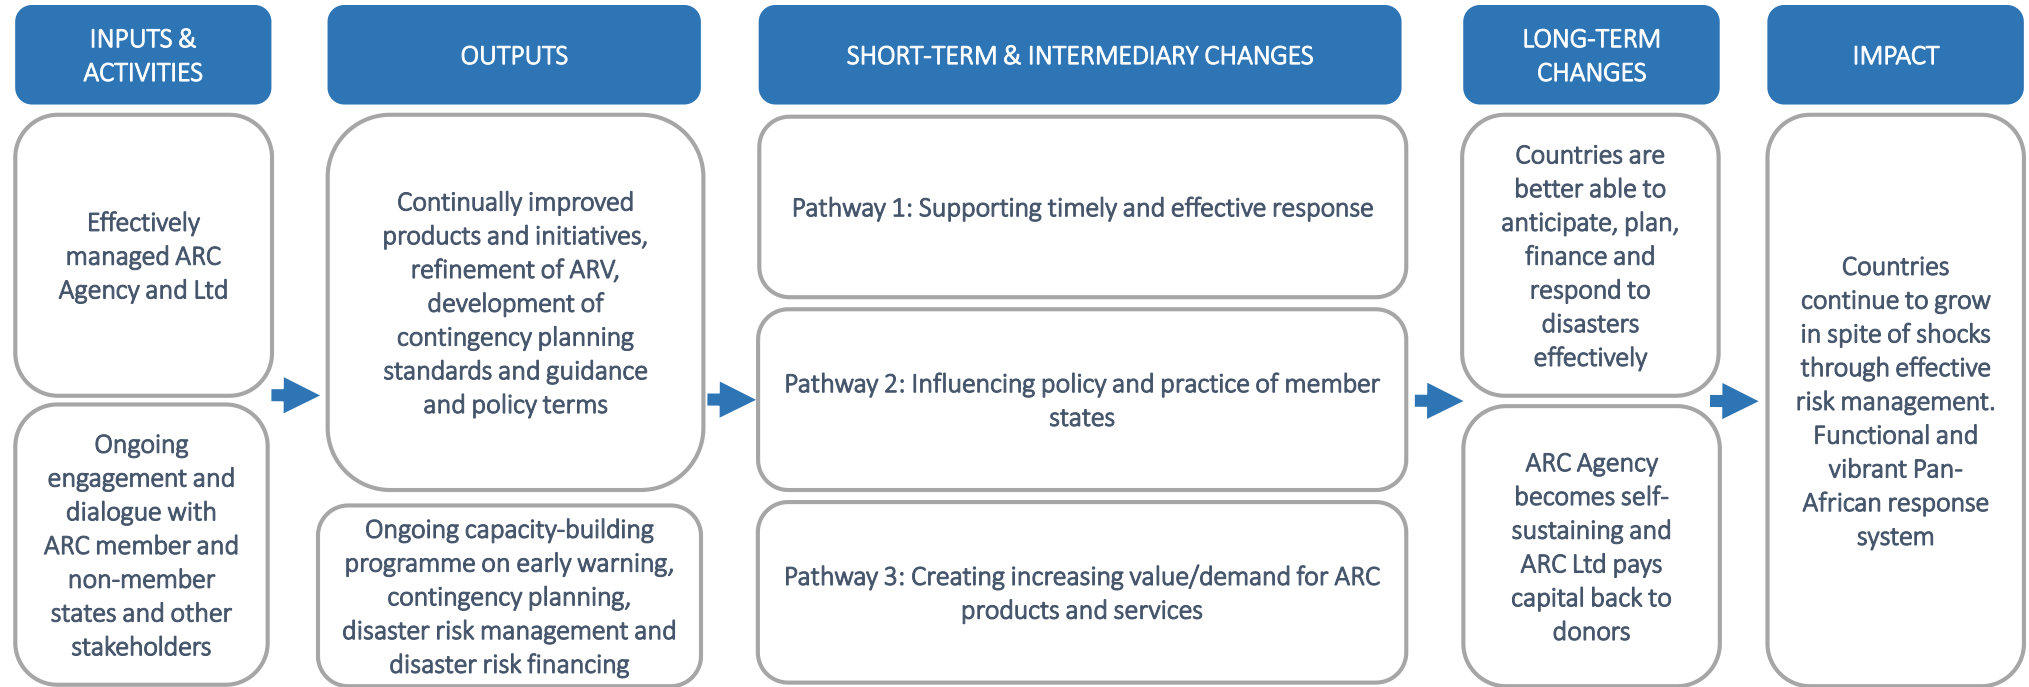 INPUTS &
ACTIVITIES
OUTPUTS
SHORT-TERM & INTERMEDIARY CHANGES
LONG-TERM
CHANGES
IMPACT
Effectively
managed ARC
Agency and Ltd
Ongoing
engagement and
dialogue with
ARC member and
non-member
states and other
stakeholders
Continually improved
products and initiatives,
refinement of ARV,
development of
contingency planning
standards and guidance
and policy terms
Ongoing capacity-building
programme on early warning,
contingency planning,
disaster risk management and
disaster risk financing
Pathway 1: Supporting timely and effective response
Pathway 2: Influencing policy and practice of member
states
Pathway 3: Creating increasing value/demand for ARC
products and services
Countries are
better able to
anticipate, plan,
finance and
respond to
disasters
effectively
ARC Agency
becomes self-
sustaining and
ARC Ltd pays
capital back to
donors
Countries
continue to grow
in spite of shocks
through effective
risk management.
Functional and
vibrant Pan-
African response
system